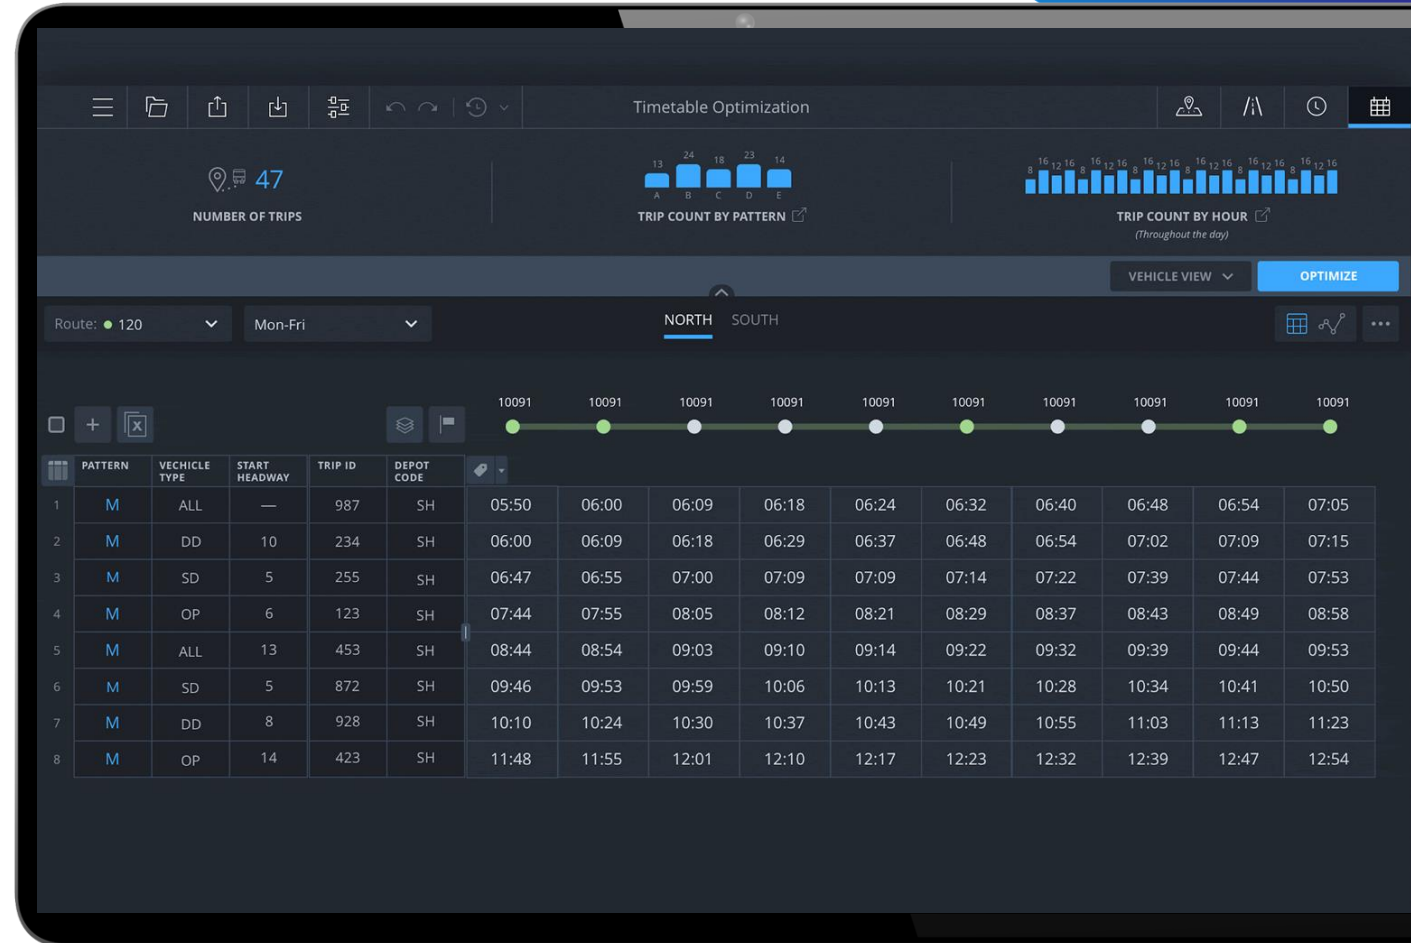 Timetable Optimization
47
NUMBER OF TRIPS
13 24 18 23 14
A B C D E
TRIP COUNT BY PATTERN
8 16 12 16 8 16 12 16 8 16 12 16 8 16 12 16 8 16 12 16 8 16 12 16
TRIP COUNT BY HOUR
(Throughout the day)
VEHICLE VIEW
OPTIMIZE
Route: 120
Mon-Fri
NORTH SOUTH
10091 10091 10091 10091 10091 10091 10091 10091 10091 10091
X
PATTERN VECHICLE TYPE START HEADWAY TRIP ID DEPOT CODE
1 M ALL — 987 SH 05:50 06:00 06:09 06:18 06:24 06:32 06:40 06:48 06:54 07:05
2 M DD 10 234 SH 06:00 06:09 06:18 06:29 06:37 06:48 06:54 07:02 07:09 07:15
3 M SD 5 255 SH 06:47 06:55 07:00 07:09 07:09 07:14 07:22 07:39 07:44 07:53
4 M OP 6 123 SH 07:44 07:55 08:05 08:12 08:21 08:29 08:37 08:43 08:49 08:58
5 M ALL 13 453 SH 08:44 08:54 09:03 09:10 09:14 09:22 09:32 09:39 09:44 09:53
6 M SD 5 872 SH 09:46 09:53 09:59 10:06 10:13 10:21 10:28 10:34 10:41 10:50
7 M DD 8 928 SH 10:10 10:24 10:30 10:37 10:43 10:49 10:55 11:03 11:13 11:23
8 M OP 14 423 SH 11:48 11:55 12:01 12:10 12:17 12:23 12:32 12:39 12:47 12:54